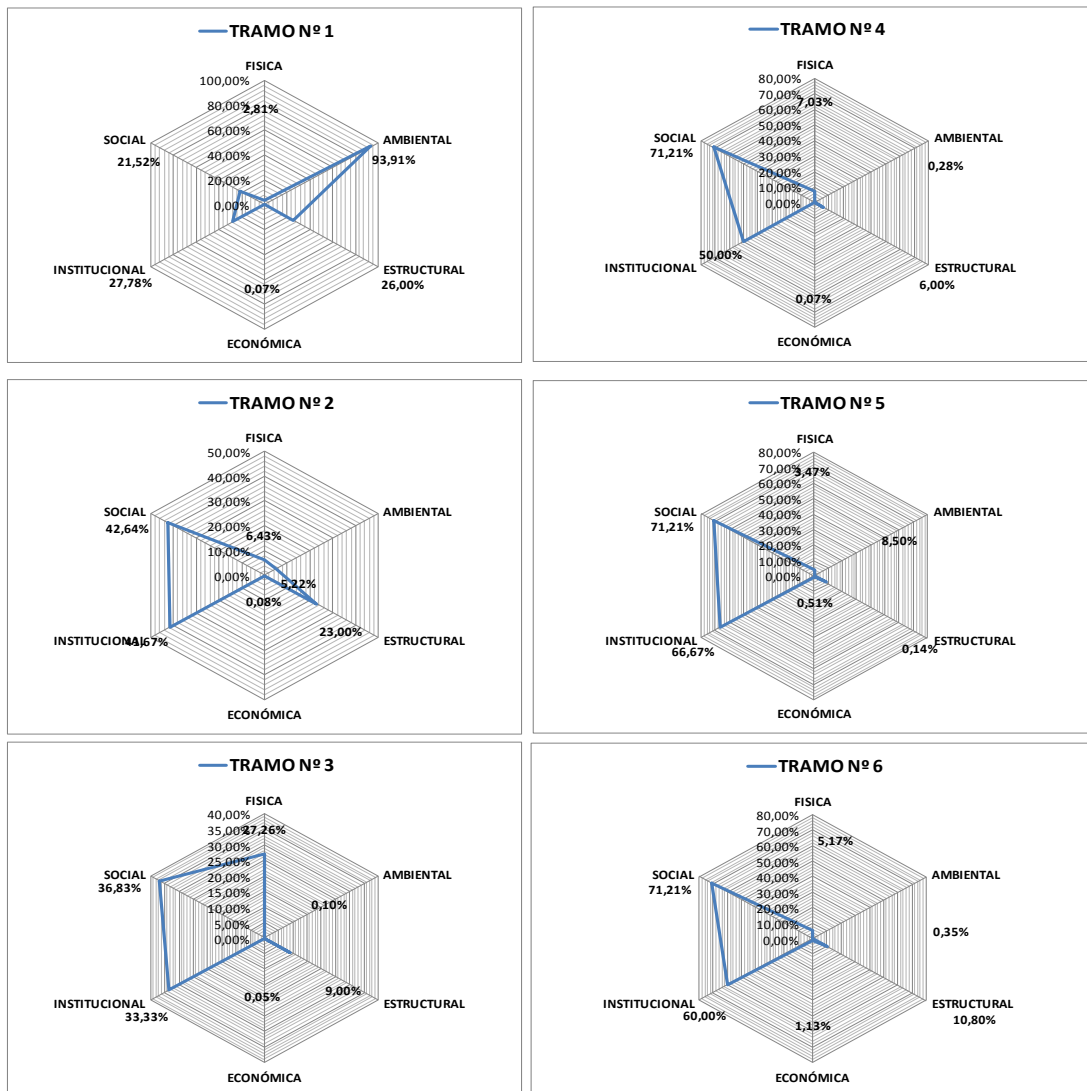 TRAMO Nº 1
FISICA
100,00%
2,81%
80,00%
60,00%
SOCIAL
AMBIENTAL
21,52%
93,91%
40,00%
20,00%
0,00%
INSTITUCIONAL
ESTRUCTURAL
27,78%
0,07%
26,00%
ECONÓMICA
TRAMO Nº 4
FISICA
80,00%
70,00%
7,03%
60,00%
50,00%
SOCIAL
AMBIENTAL
71,21%
40,00%
0,28%
30,00%
20,00%
10,00%
0,00%
50,00%
INSTITUCIONAL
ESTRUCTURAL
6,00%
0,07%
ECONÓMICA
TRAMO Nº 2
FISICA
50,00%
40,00%
30,00%
SOCIAL
AMBIENTAL
42,64%
6,43%
20,00%
10,00%
0,00%
5,22%
0,08%
23,00%
INSTITUCIONAL
ESTRUCTURAL
41,67%
ECONÓMICA
TRAMO Nº 5
FISICA
80,00%
70,00%
3,47%
60,00%
50,00%
SOCIAL
AMBIENTAL
71,21%
40,00%
8,50%
30,00%
20,00%
10,00%
0,00%
0,51%
INSTITUCIONAL
ESTRUCTURAL
66,67%
0,14%
ECONÓMICA
TRAMO Nº 3
FISICA
40,00%
27,26%
35,00%
30,00%
25,00%
SOCIAL
AMBIENTAL
36,83%
20,00%
15,00%
0,10%
10,00%
5,00%
0,00%
0,05%
9,00%
INSTITUCIONAL
ESTRUCTURAL
33,33%
ECONÓMICA
TRAMO Nº 6
FISICA
80,00%
70,00%
5,17%
60,00%
50,00%
SOCIAL
AMBIENTAL
71,21%
40,00%
30,00%
20,00%
0,35%
10,00%
0,00%
INSTITUCIONAL
ESTRUCTURAL
60,00%
1,13%
10,80%
ECONÓMICA